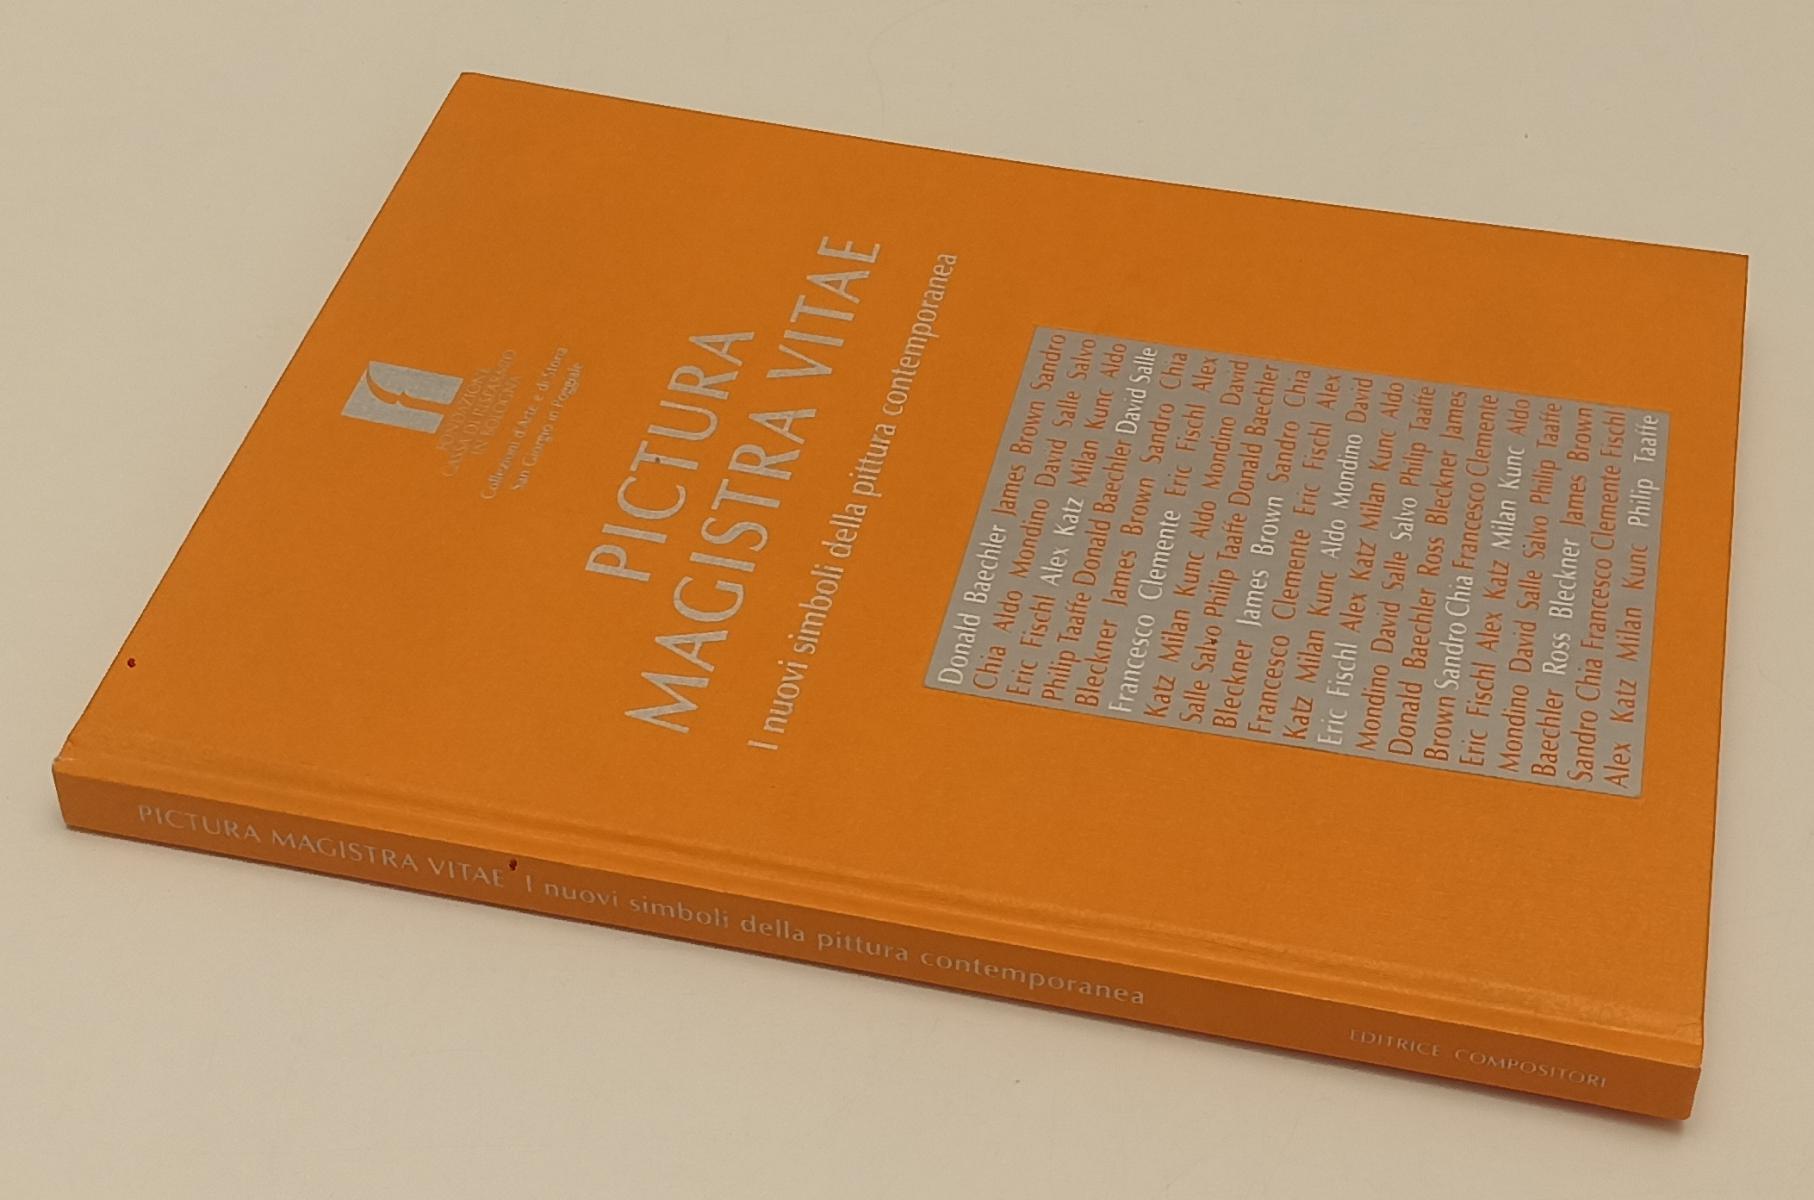 FONDAZIONE
CASSA DI RISPARMIO
IN BOLOGNA
Collezioni d'Arte e di Storia
San Giorgio in Poggiale
PICTURA
MAGISTRA VITAE
I nuovi simboli della pittura contemporanea
Donald Baechler James Brown Sandro
Chia Aldo Mondino David Salle Salvo
Eric Fischl Alex Katz Milan Kunc Aldo
Philip Taaffe Donald Baechler David Salle
Bleckner James Brown Sandro Chia
Francesco Clemente Eric Fischl Alex
Katz Milan Kunc Aldo Mondino David
Salle Salvo Philip Taaffe Donald Baechler
Bleckner James Brown Sandro Chia
Francesco Clemente Eric Fischl Alex
Katz Milan Kunc Aldo Mondino David
Eric Fischl Alex Katz Milan Kunc Aldo
Mondino David Salle Salvo Philip Taaffe
Donald Baechler Ross Bleckner James
Brown Sandro Chia Francesco Clemente
Eric Fischl Alex Katz Milan Kunc Aldo
Mondino David Salle Salvo Philip Taaffe
Baechler Ross Bleckner James Brown
Sandro Chia Francesco Clemente Fischl
Alex Katz Milan Kunc Philip Taaffe
PICTURA MAGISTRA VITAE I nuovi simboli della pittura contemporanea
EDITRICE COMPOSITORI